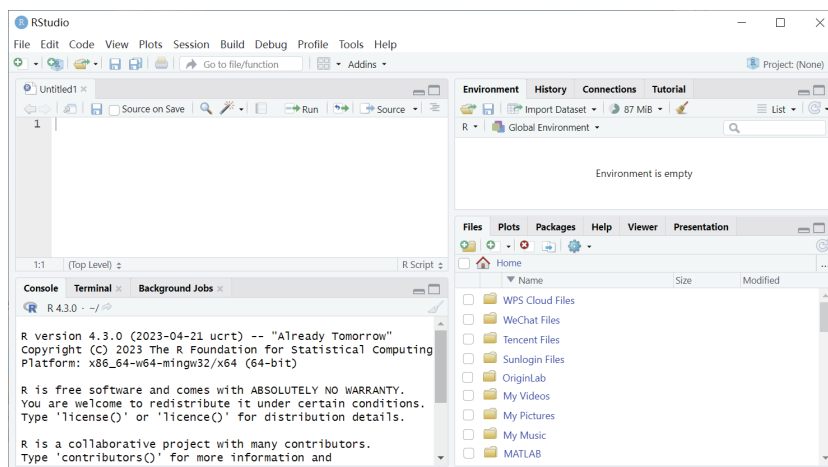 RStudio
File Edit Code View Plots Session Build Debug Profile Tools Help
Go to file/function Addins Project: (None)
Untitled1
Source on Save Run Source
1
1:1 (Top Level) R Script
Console Terminal Background Jobs
R 4.3.0 · ~/
R version 4.3.0 (2023-04-21 ucrt) -- "Already Tomorrow"
Copyright (C) 2023 The R Foundation for Statistical Computing
Platform: x86_64-w64-mingw32/x64 (64-bit)
R is free software and comes with ABSOLUTELY NO WARRANTY.
You are welcome to redistribute it under certain conditions.
Type 'license()' or 'licence()' for distribution details.
R is a collaborative project with many contributors.
Type 'contributors()' for more information and
Environment History Connections Tutorial
Import Dataset 87 MiB List
R Global Environment
Environment is empty
Files Plots Packages Help Viewer Presentation
Home ...
Name Size Modified
WPS Cloud Files
WeChat Files
Tencent Files
Sunlogin Files
OriginLab
My Videos
My Pictures
My Music
MATLAB